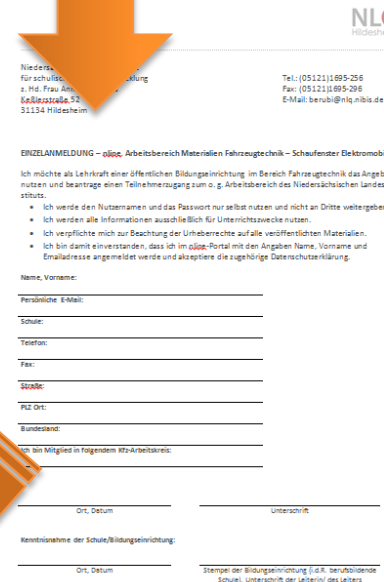 NLQ
Hildeshe
Nieders
für schulis klung
z. Hd. Frau An
Keßlerstraße 52
31134 Hildesheim
Tel.: (05121)1695-256
Fax: (05121)1695-296
E-Mail: berubi@nlq.nibis.de
EINZELANMELDUNG – nline, Arbeitsbereich Materialien Fahrzeugtechnik – Schaufenster Elektromobi
Ich möchte als Lehrkraft einer öffentlichen Bildungseinrichtung im Bereich Fahrzeugtechnik das Angeb
nutzen und beantrage einen Teilnehmerzugang zum o. g. Arbeitsbereich des Niedersächsischen Landes
stituts.
• Ich werde den Nutzernamen und das Passwort nur selbst nutzen und nicht an Dritte weitergeber
• Ich werden alle Informationen ausschließlich für Unterrichtszwecke nutzen.
• Ich verpflichte mich zur Beachtung der Urheberrechte auf alle veröffentlichten Materialien.
• Ich bin damit einverstanden, dass ich im nline-Portal mit den Angaben Name, Vorname und
Emailadresse angemeldet werde und akzeptiere die zugehörige Datenschutzerklärung.
Name, Vorname:
Persönliche E-Mail:
Schule:
Telefon:
Fax:
Straße:
PLZ Ort:
Bundesland:
Ich bin Mitglied in folgendem Kfz-Arbeitskreis:
Ort, Datum
Unterschrift
Kenntnisnahme der Schule/Bildungseinrichtung:
Ort, Datum
Stempel der Bildungseinrichtung (i.d.R. berufsbildende
Schule), Unterschrift der Leiterin/ des Leiters